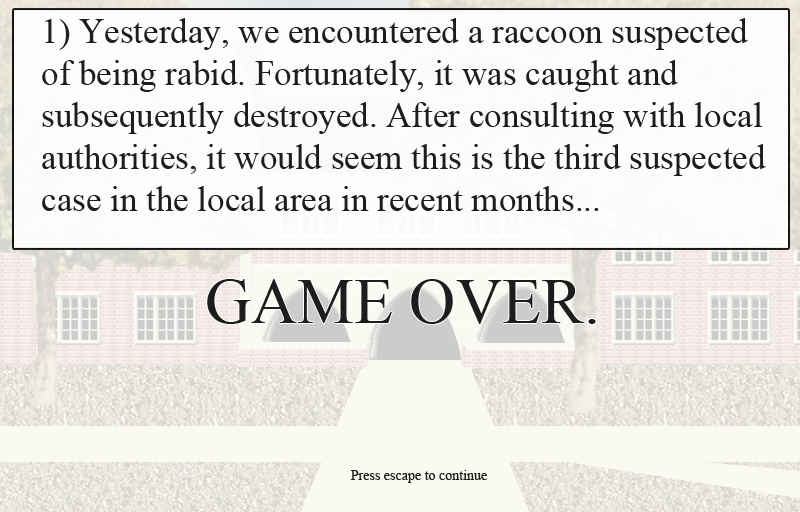 1) Yesterday, we encountered a raccoon suspected
of being rabid. Fortunately, it was caught and
subsequently destroyed. After consulting with local
authorities, it would seem this is the third suspected
case in the local area in recent months...
GAME OVER.
Press escape to continue